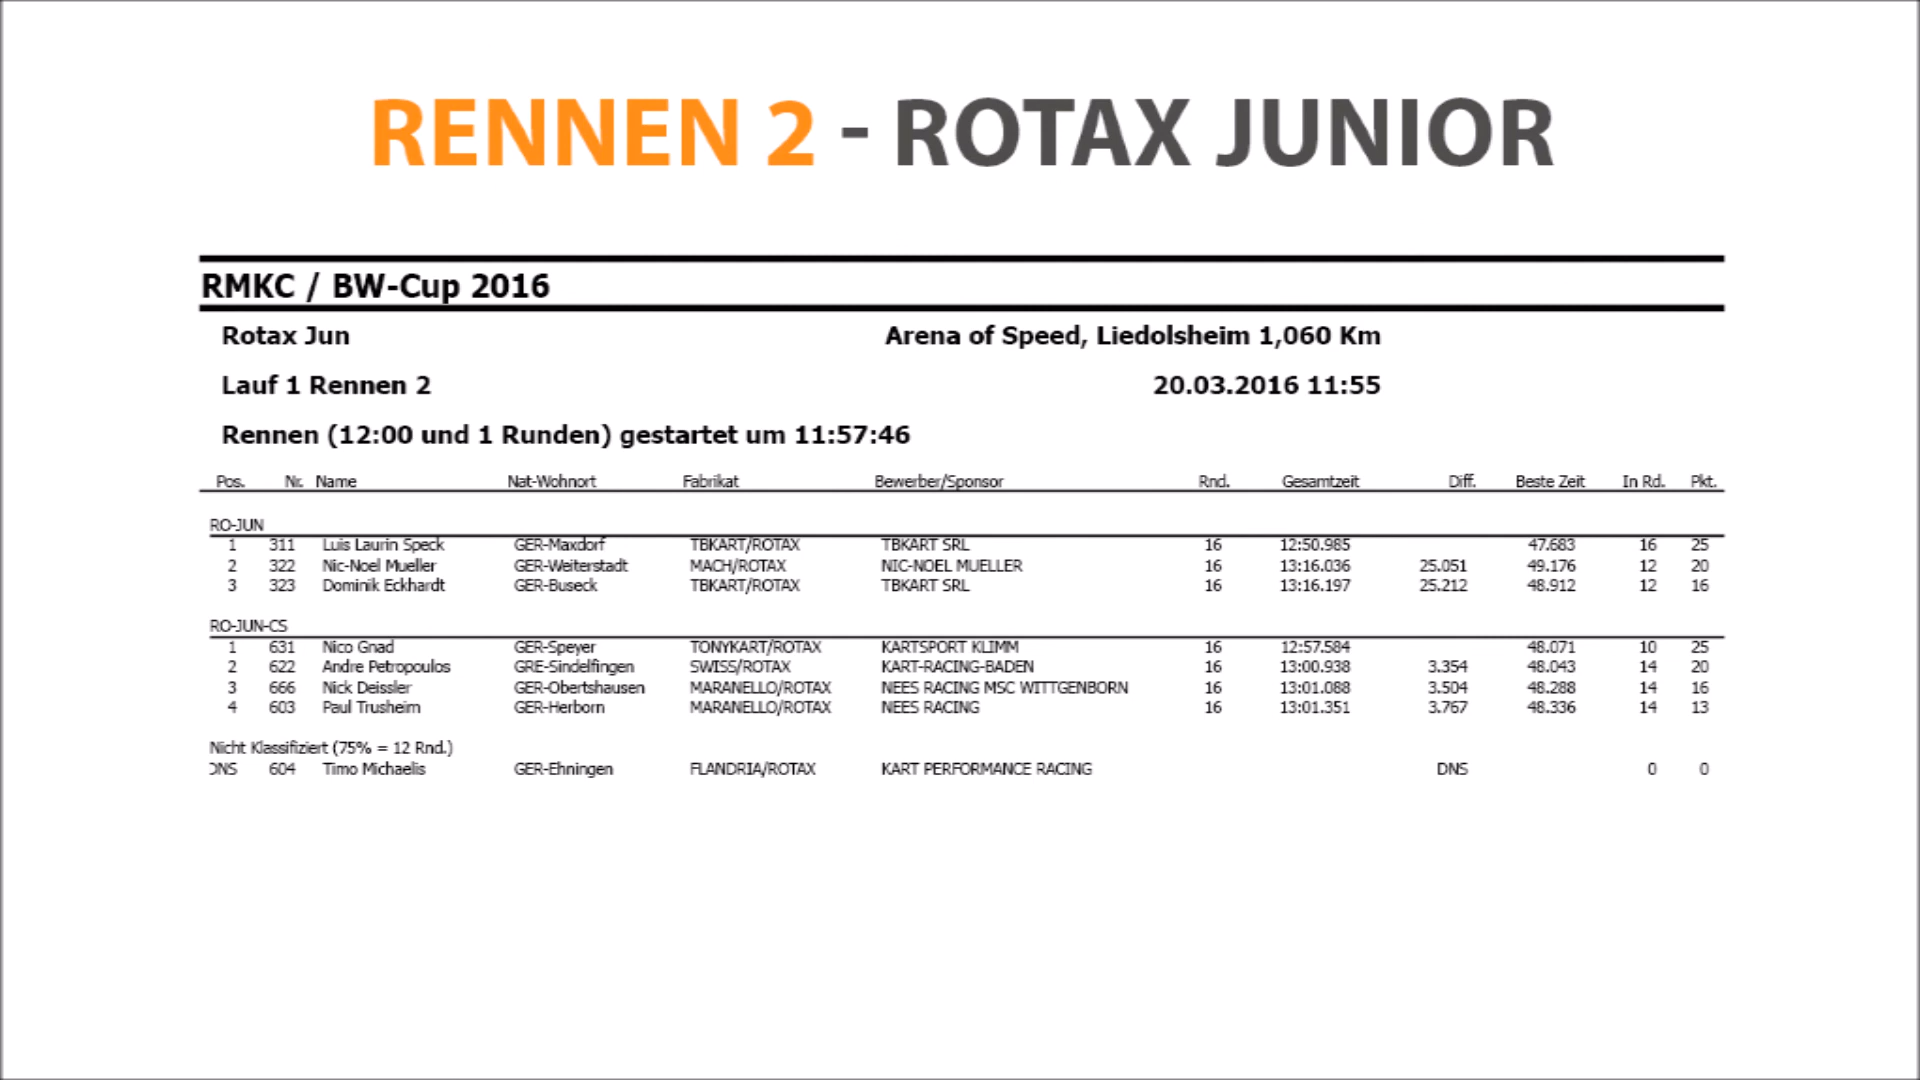 RENNEN 2 - ROTAX JUNIOR
RMKC / BW-Cup 2016
Rotax Jun Arena of Speed, Liedolsheim 1,060 Km
Lauf 1 Rennen 2 20.03.2016 11:55
Rennen (12:00 und 1 Runden) gestartet um 11:57:46
Pos. Nr. Name Nat-Wohnort Fabrikat Bewerber/Sponsor Rnd. Gesamtzeit Diff. Beste Zeit In Rd. Pkt.
RO-JUN
1 311 Luis Laurin Speck GER-Maxdorf TBKART/ROTAX TBKART SRL 16 12:50.985 47.683 16 25
2 322 Nic-Noel Mueller GER-Weiterstadt MACH/ROTAX NIC-NOEL MUELLER 16 13:16.036 25.051 49.176 12 20
3 323 Dominik Eckhardt GER-Buseck TBKART/ROTAX TBKART SRL 16 13:16.197 25.212 48.912 12 16
RO-JUN-CS
1 631 Nico Gnad GER-Speyer TONYKART/ROTAX KARTSPORT KLIMM 16 12:57.584 48.071 10 25
2 622 Andre Petropoulos GRE-Sindelfingen SWISS/ROTAX KART-RACING-BADEN 16 13:00.938 3.354 48.043 14 20
3 666 Nick Deissler GER-Obertshausen MARANELLO/ROTAX NEES RACING MSC WITTGENBORN 16 13:01.088 3.504 48.288 14 16
4 603 Paul Trusheim GER-Herborn MARANELLO/ROTAX NEES RACING 16 13:01.351 3.767 48.336 14 13
Nicht Klassifiziert (75% = 12 Rnd.)
DNS 604 Timo Michaelis GER-Ehningen FLANDRIA/ROTAX KART PERFORMANCE RACING DNS 0 0